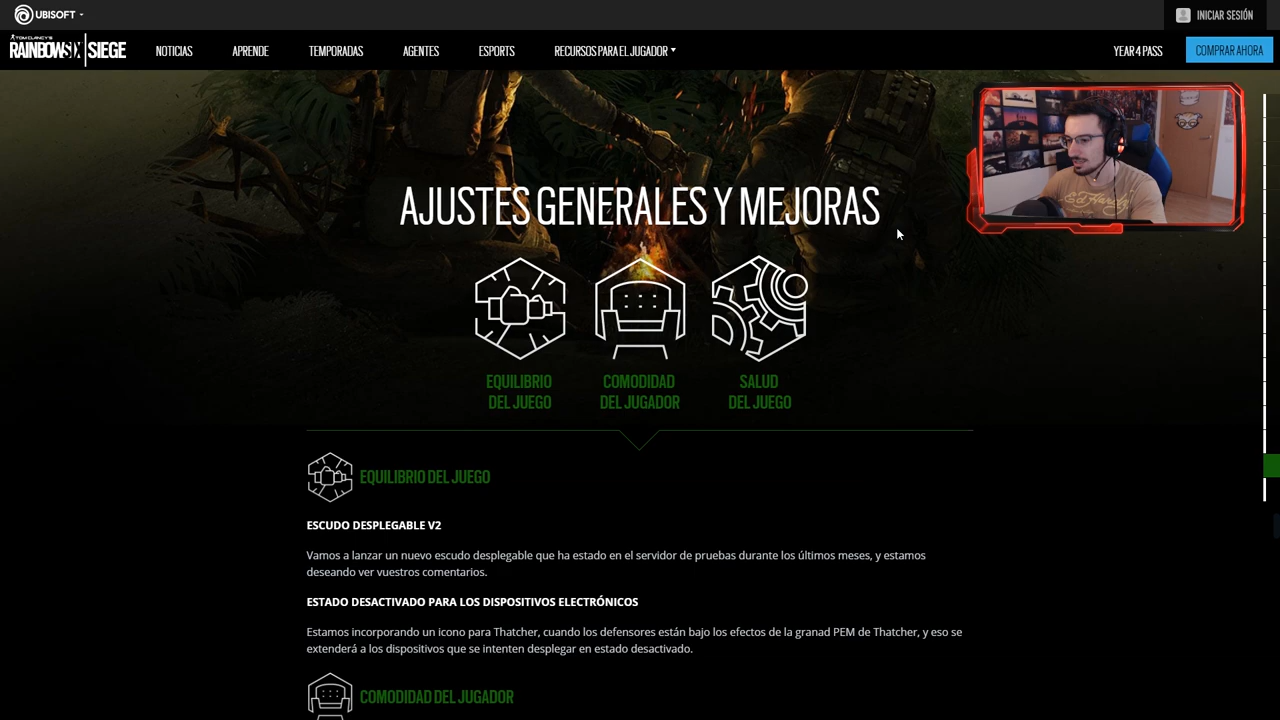 UBISOFT
INICIAR SESIÓN
TOM CLANCY'S
RAINBOWSIX SIEGE
NOTICIAS
APRENDE
TEMPORADAS
AGENTES
ESPORTS
RECURSOS PARA EL JUGADOR
YEAR 4 PASS
COMPRAR AHORA
AJUSTES GENERALES Y MEJORAS
Ed Hardy
EQUILIBRIO
DEL JUEGO
COMODIDAD
DEL JUGADOR
SALUD
DEL JUEGO
EQUILIBRIO DEL JUEGO
ESCUDO DESPLEGABLE V2
Vamos a lanzar un nuevo escudo desplegable que ha estado en el servidor de pruebas durante los últimos meses, y estamos
deseando ver vuestros comentarios.
ESTADO DESACTIVADO PARA LOS DISPOSITIVOS ELECTRÓNICOS
Estamos incorporando un icono para Thatcher, cuando los defensores están bajo los efectos de la granad PEM de Thatcher, y eso se
extenderá a los dispositivos que se intenten desplegar en estado desactivado.
COMODIDAD DEL JUGADOR